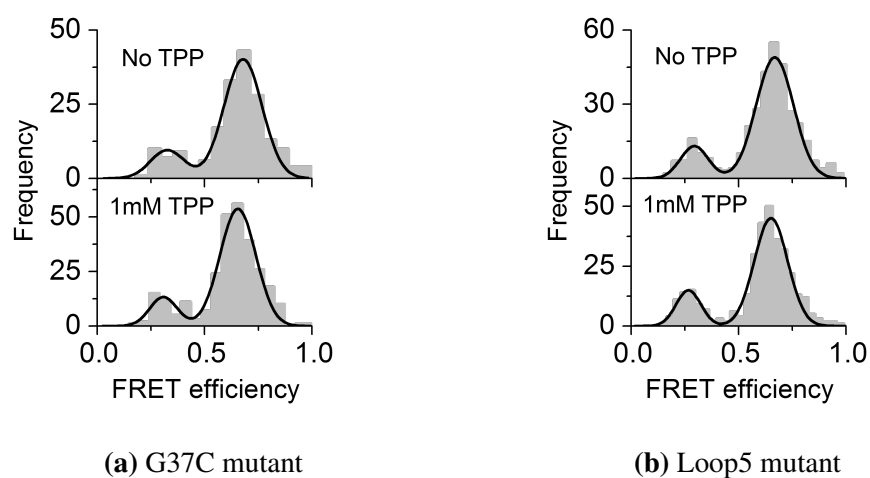 50
No TPP
25
0
1mM TPP
50
25
0
Frequency
0.0 0.5 1.0
FRET efficiency
(a) G37C mutant
60
No TPP
30
0
1mM TPP
50
25
0
Frequency
0.0 0.5 1.0
FRET efficiency
(b) Loop5 mutant